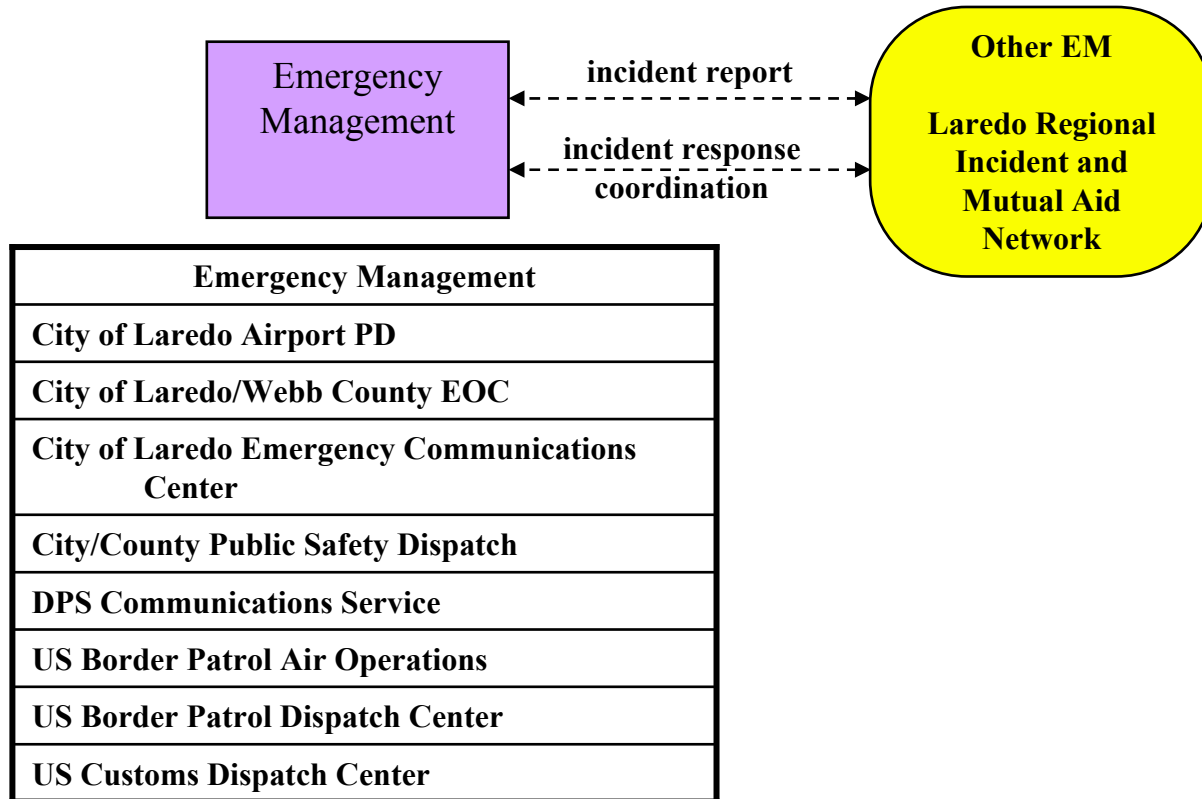 Emergency
Management
incident report
incident response
coordination
Other EM
Laredo Regional
Incident and
Mutual Aid
Network
Emergency Management
City of Laredo Airport PD
City of Laredo/Webb County EOC
City of Laredo Emergency Communications
Center
City/County Public Safety Dispatch
DPS Communications Service
US Border Patrol Air Operations
US Border Patrol Dispatch Center
US Customs Dispatch Center